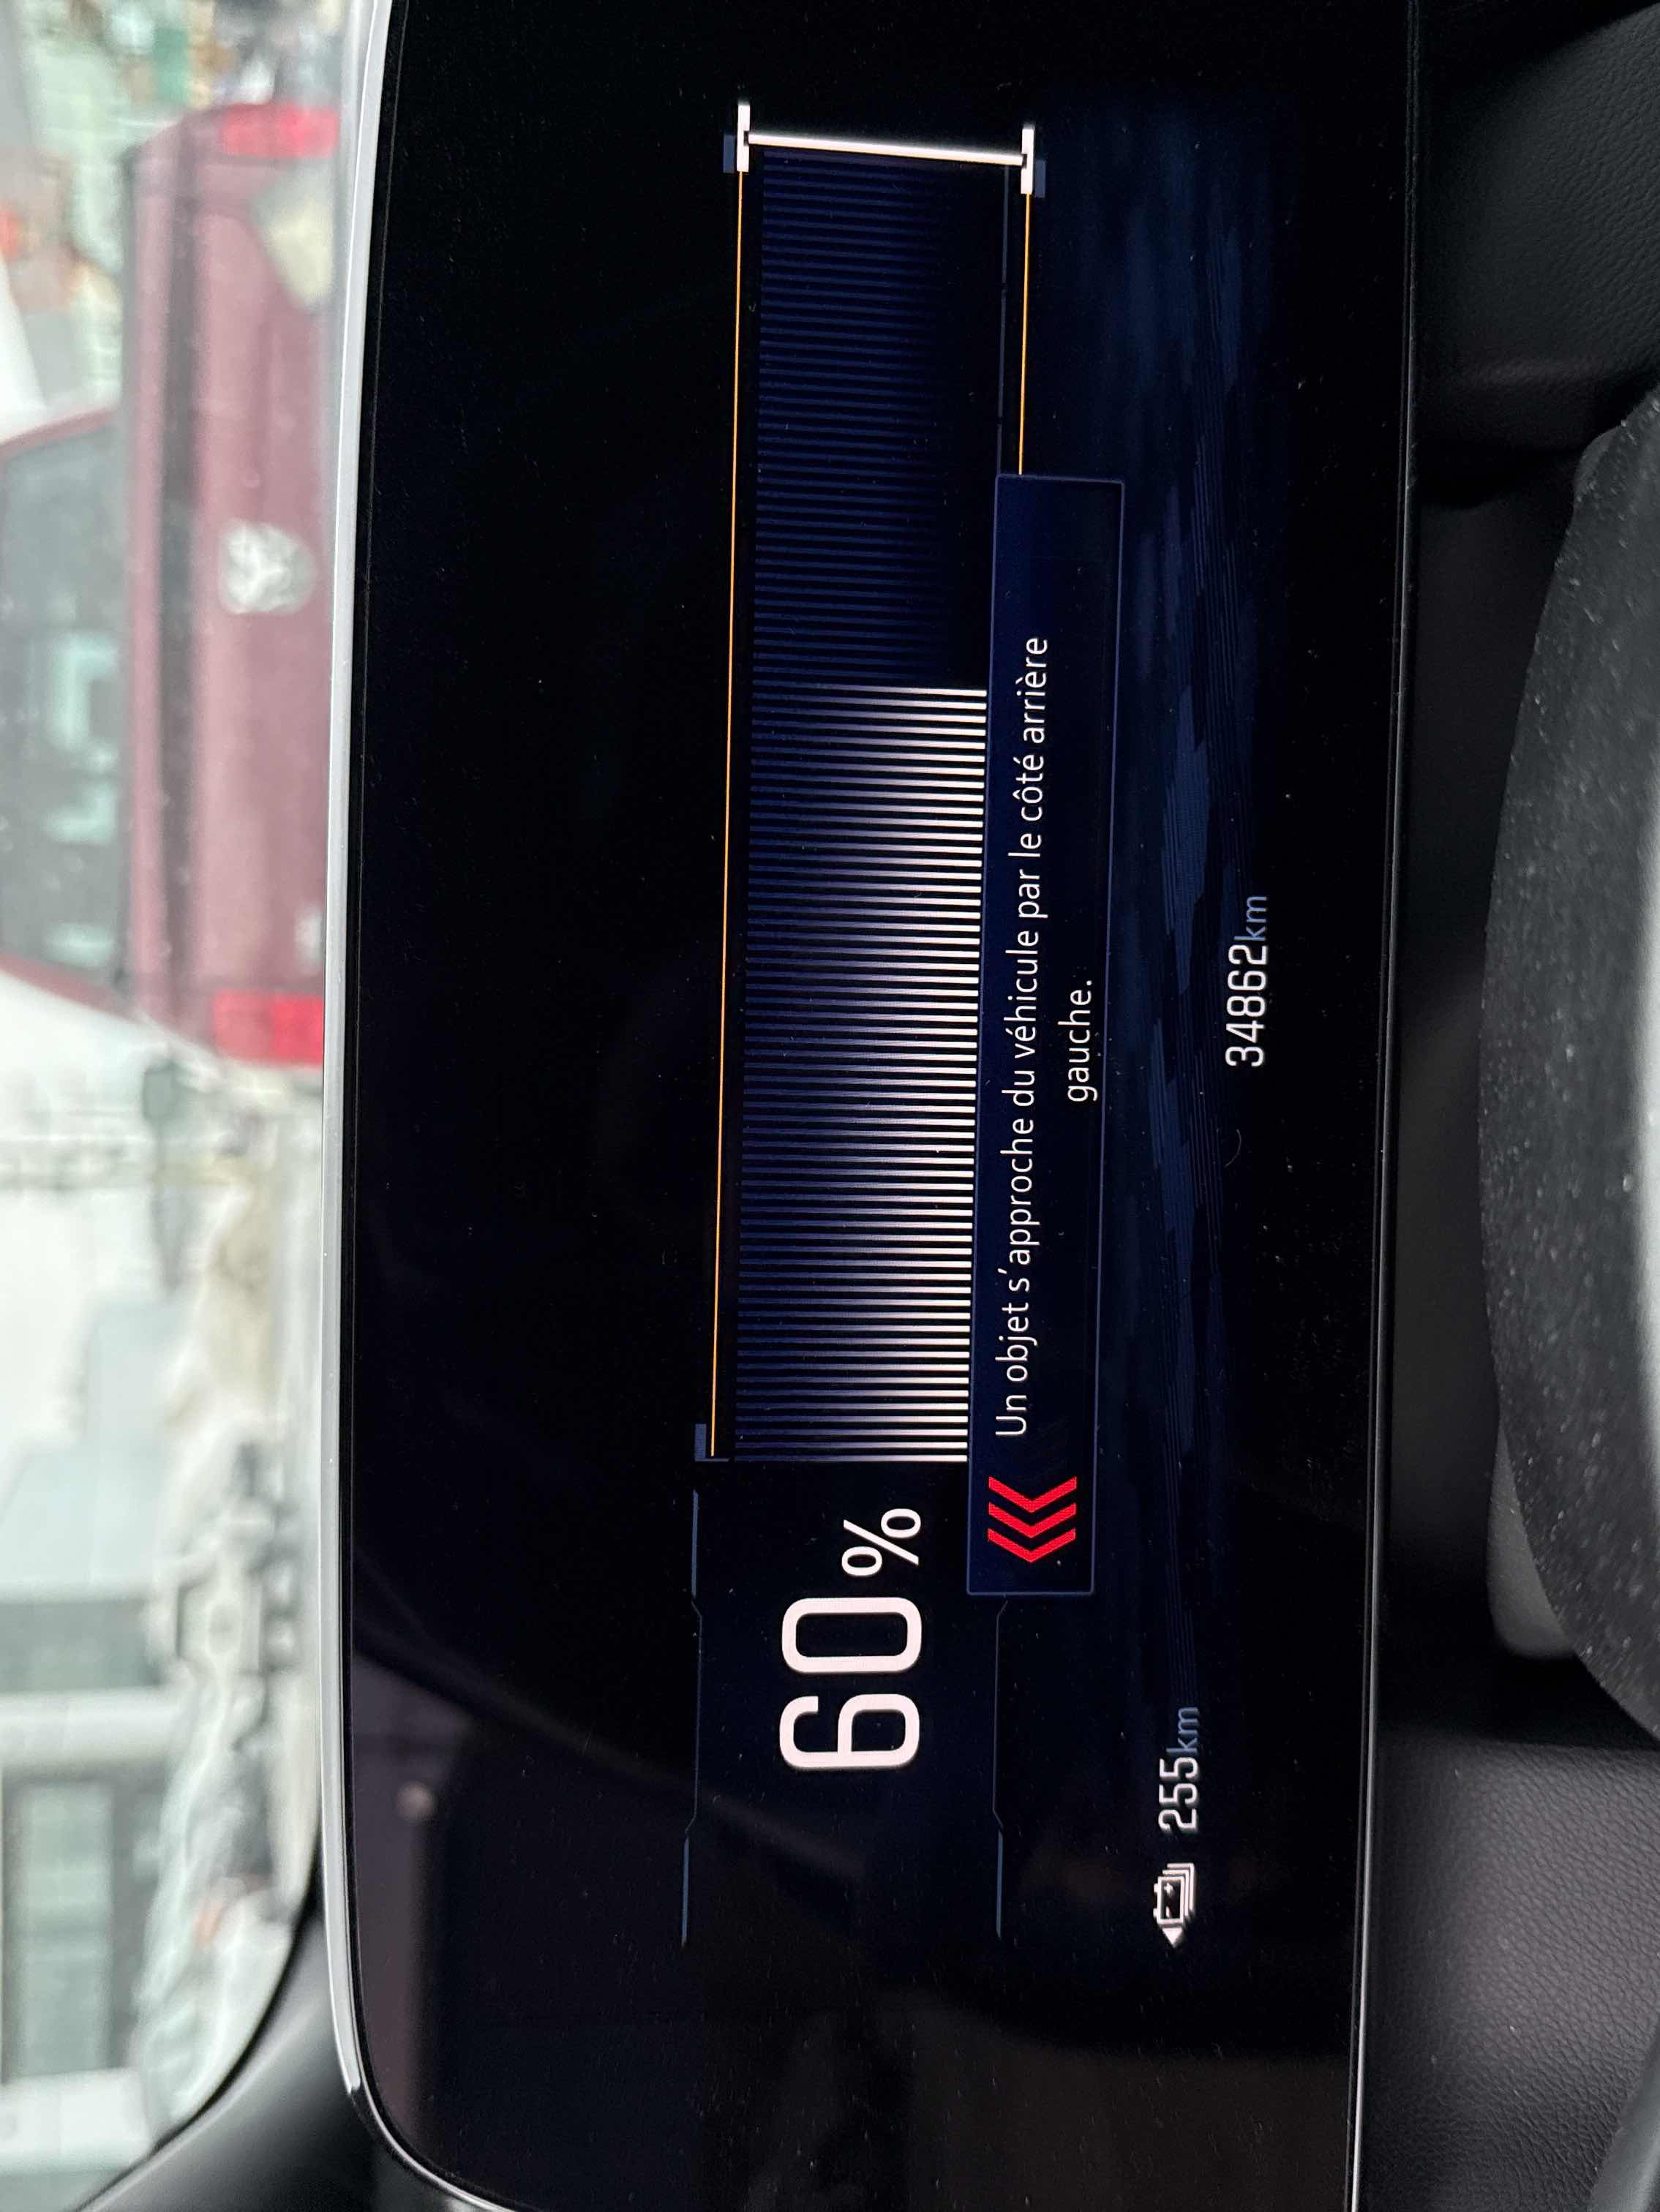 60 %
Un objet s'approche du véhicule par le côté arrière
gauche.
255km
34862km